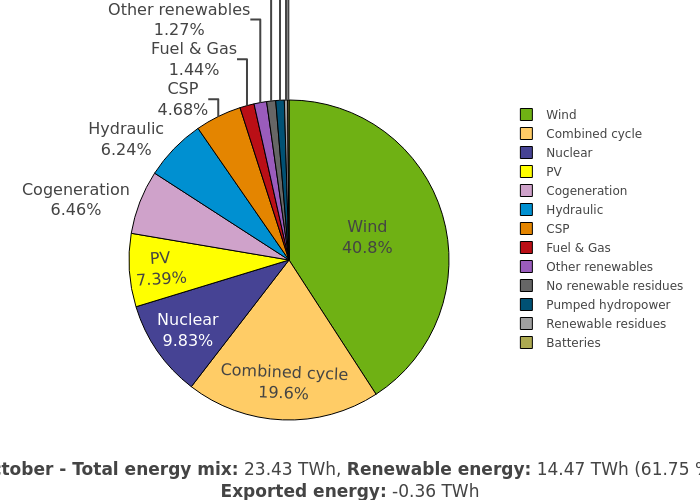 Other renewables
1.27%
Fuel & Gas
1.44%
CSP
4.68%
Hydraulic
6.24%
Cogeneration
6.46%
PV
7.39%
Nuclear
9.83%
Combined cycle
19.6%
Wind
40.8%
Wind
Combined cycle
Nuclear
PV
Cogeneration
Hydraulic
CSP
Fuel & Gas
Other renewables
No renewable residues
Pumped hydropower
Renewable residues
Batteries
- Total energy mix: 23.43 TWh, Renewable energy: 14.47 TWh (61.75
Exported energy: -0.36 TWh